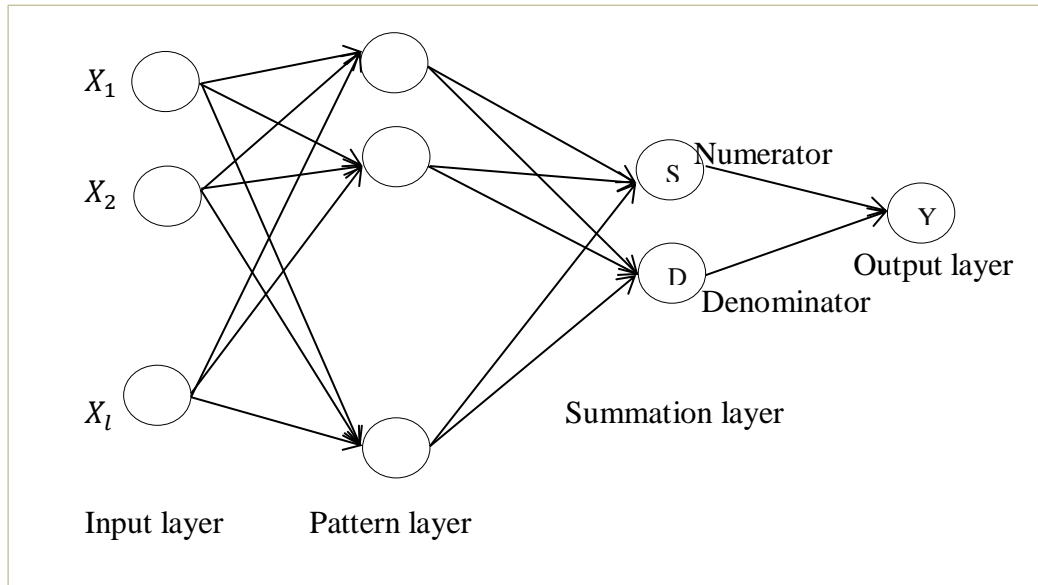 X₁
X₂
Xₗ
S
Numerator
D
Denominator
Y
Output layer
Summation layer
Input layer
Pattern layer